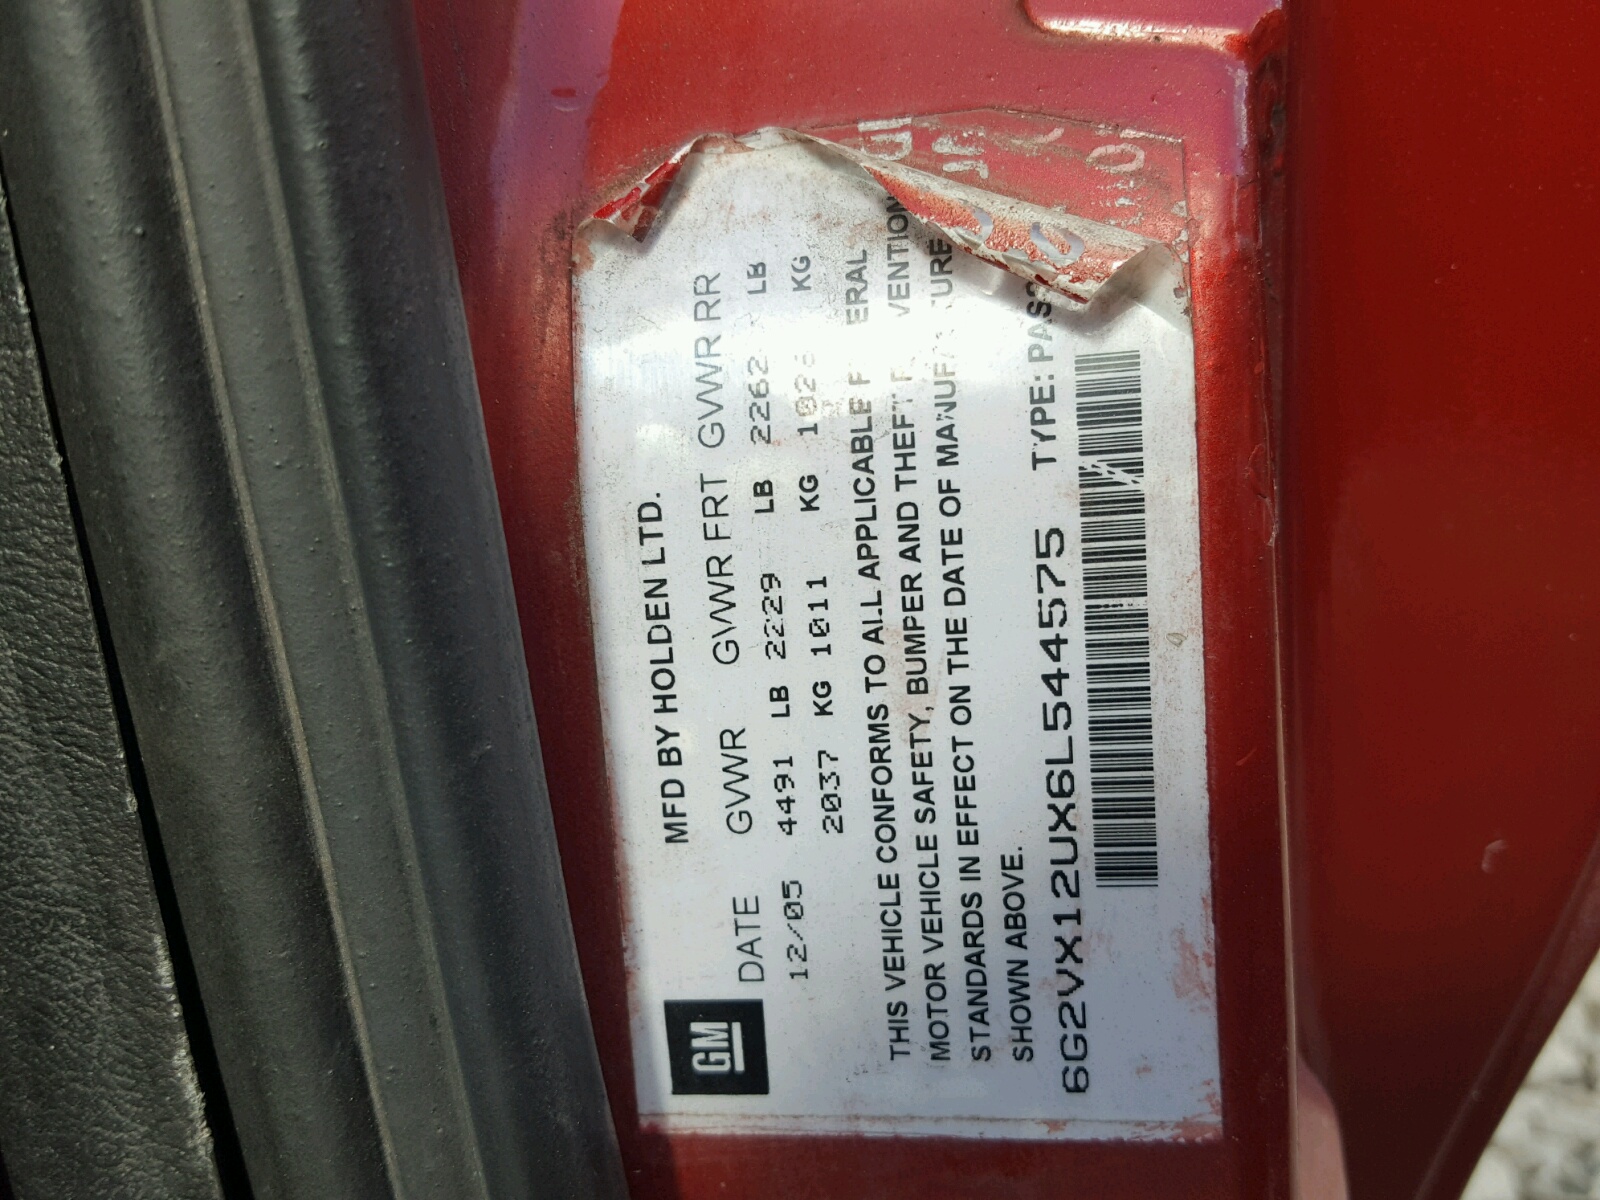 GM
MFD BY HOLDEN LTD.
DATE GVWR GVWR FRT GVWR RR
12/05 4491 LB 2229 LB 2262 LB
2037 KG 1011 KG KG
THIS VEHICLE CONFORMS TO ALL APPLICABLE
MOTOR VEHICLE SAFETY, BUMPER AND THEFT
STANDARDS IN EFFECT ON THE DATE OF
SHOWN ABOVE.
6G2VX12UX6L544575 TYPE: